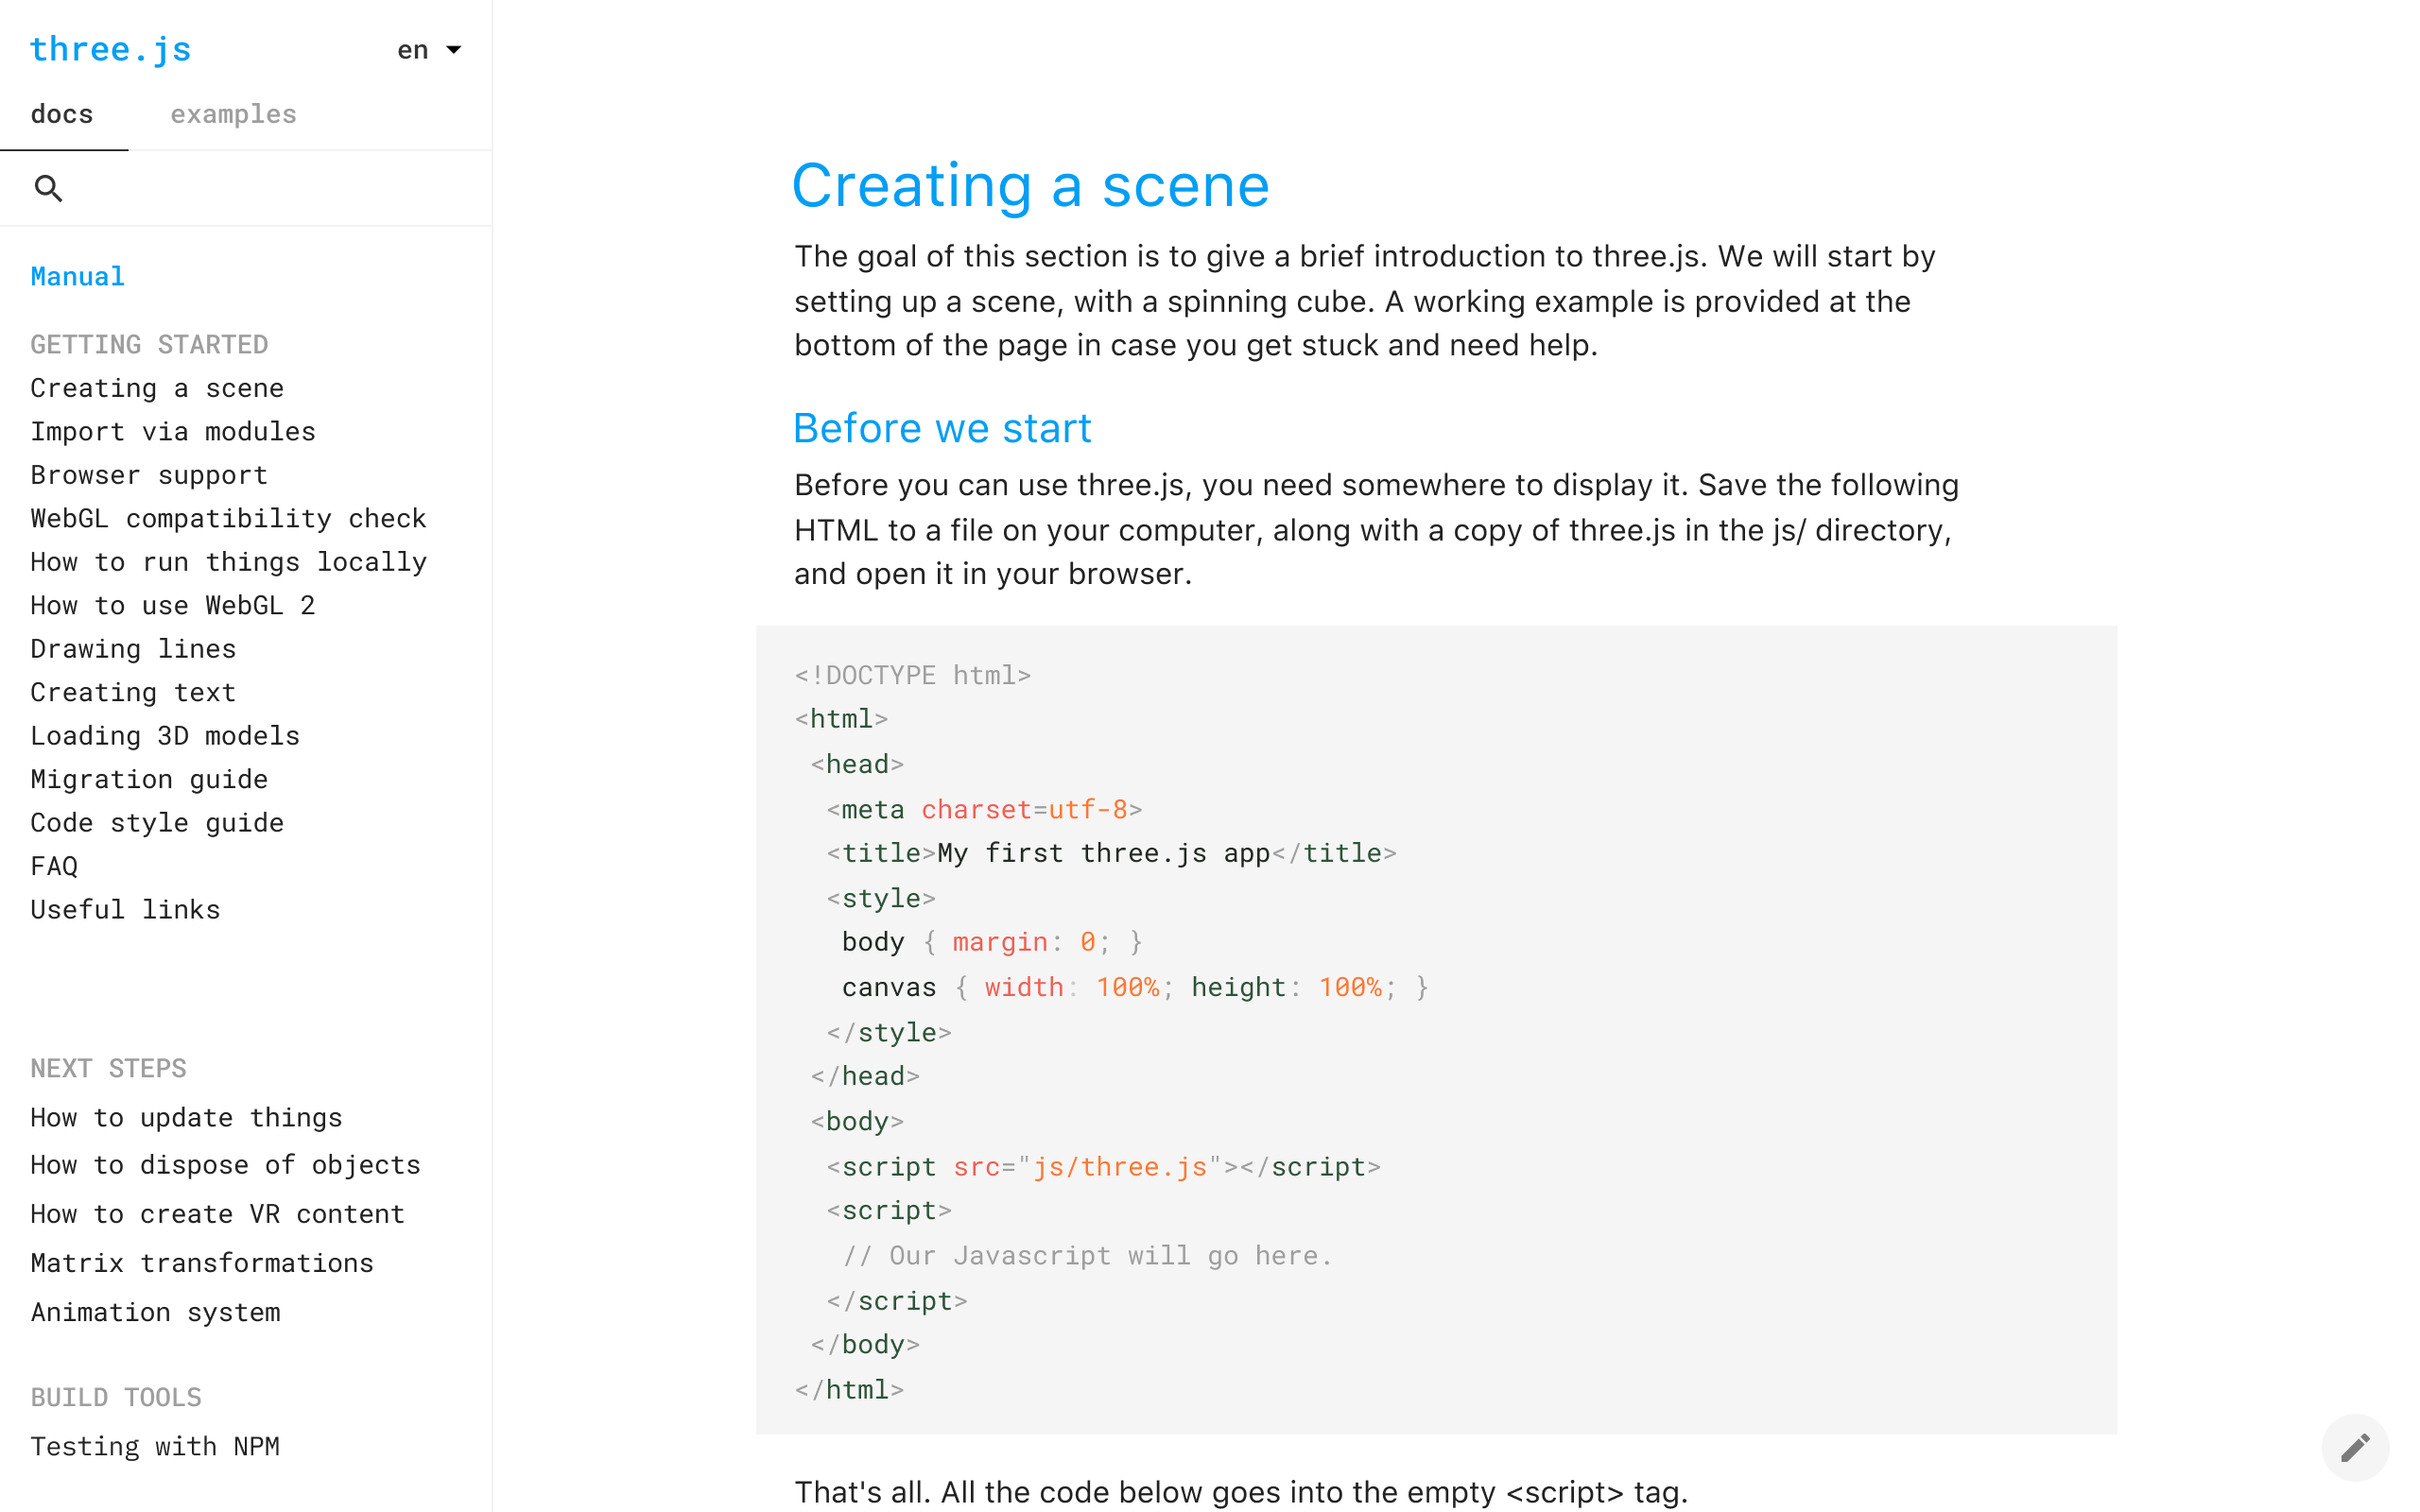 three.js
en
docs examples
Manual
GETTING STARTED
Creating a scene
Import via modules
Browser support
WebGL compatibility check
How to run things locally
How to use WebGL 2
Drawing lines
Creating text
Loading 3D models
Migration guide
Code style guide
FAQ
Useful links
NEXT STEPS
How to update things
How to dispose of objects
How to create VR content
Matrix transformations
Animation system
BUILD TOOLS
Testing with NPM
Creating a scene
The goal of this section is to give a brief introduction to three.js. We will start by
setting up a scene, with a spinning cube. A working example is provided at the
bottom of the page in case you get stuck and need help.
Before we start
Before you can use three.js, you need somewhere to display it. Save the following
HTML to a file on your computer, along with a copy of three.js in the js/ directory,
and open it in your browser.
<!DOCTYPE html>
<html>
<head>
<meta charset=utf-8>
<title>My first three.js app</title>
<style>
body { margin: 0; }
canvas { width: 100%; height: 100%; }
</style>
</head>
<body>
<script src="js/three.js"></script>
<script>
// Our Javascript will go here.
</script>
</body>
</html>
That's all. All the code below goes into the empty <script> tag.